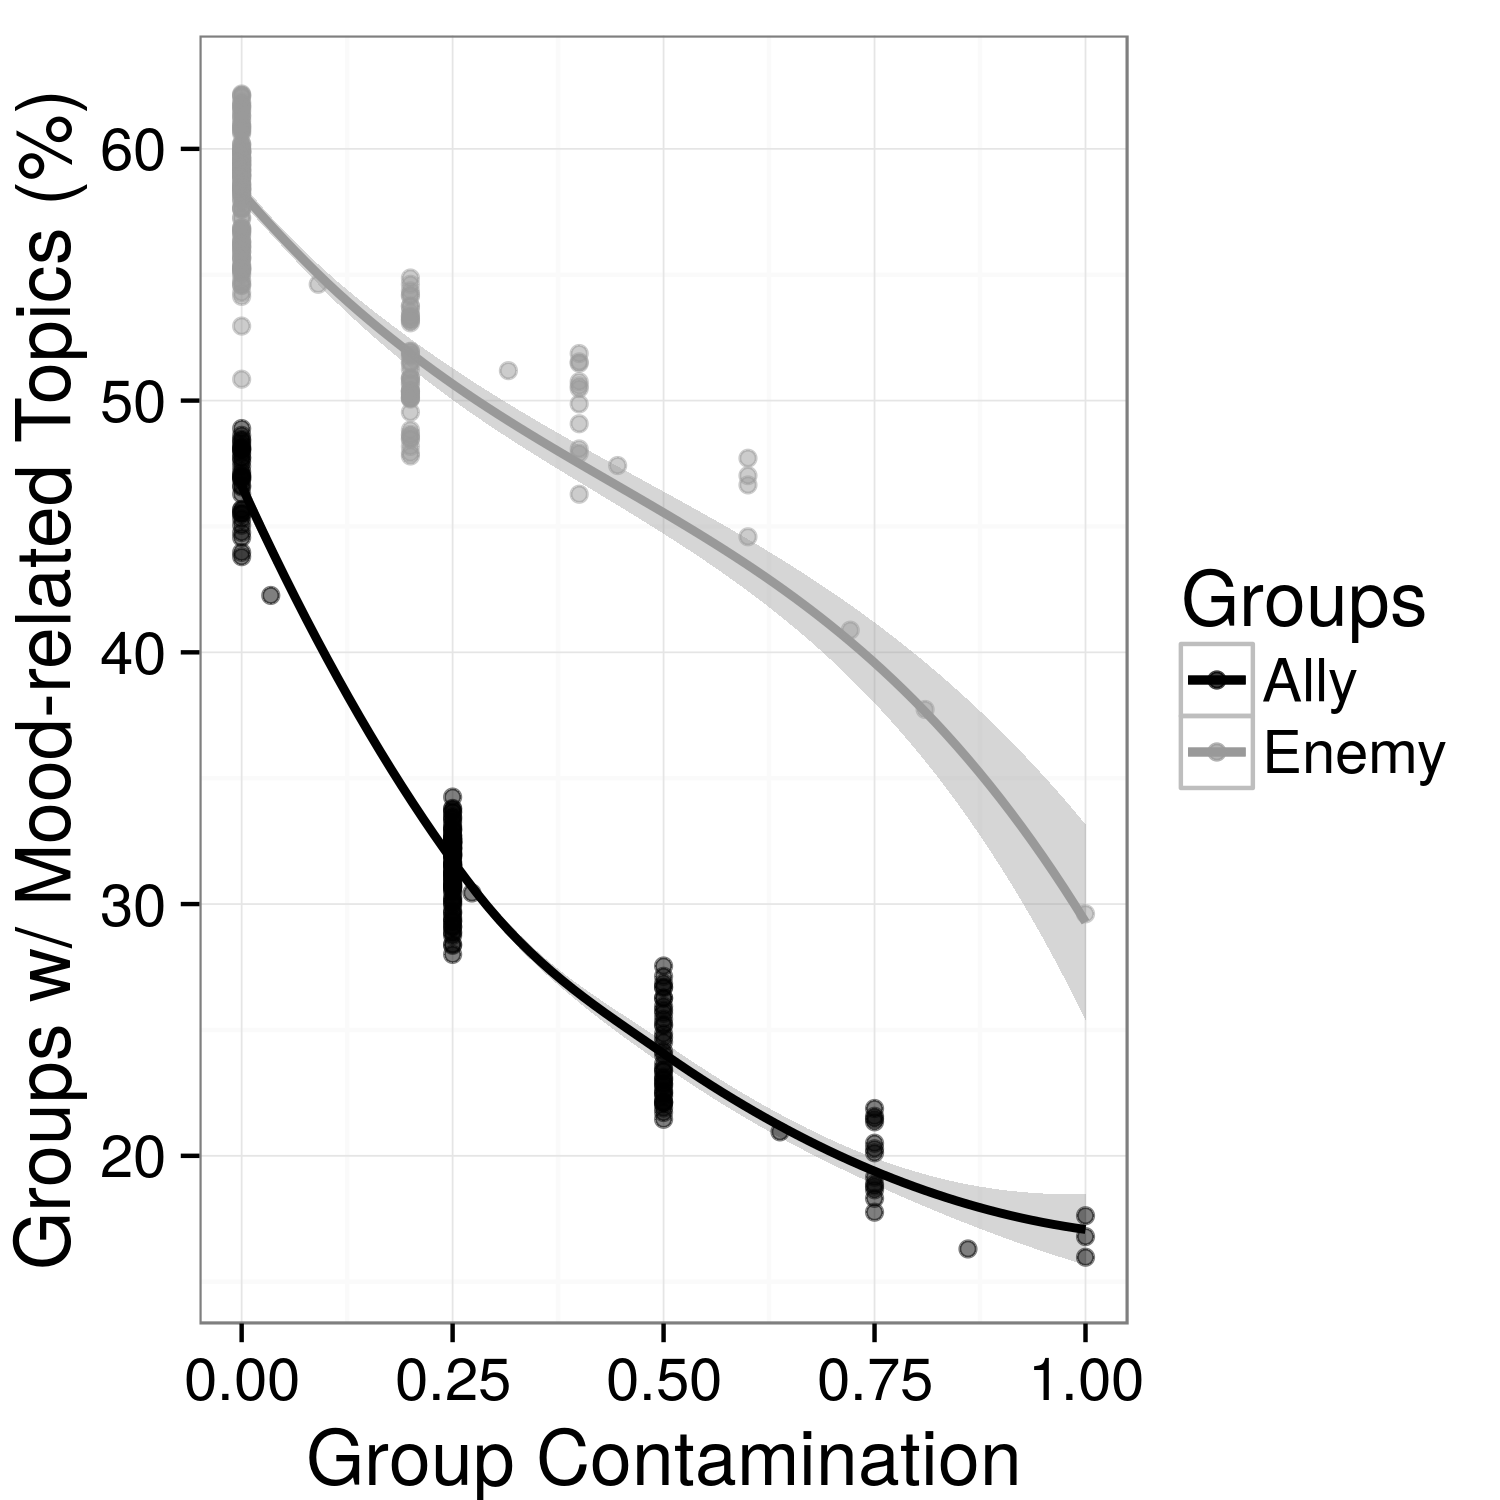 Groups w/ Mood-related Topics (%)
60
50
40
30
20
0.00 0.25 0.50 0.75 1.00
Group Contamination
Groups
Ally
Enemy